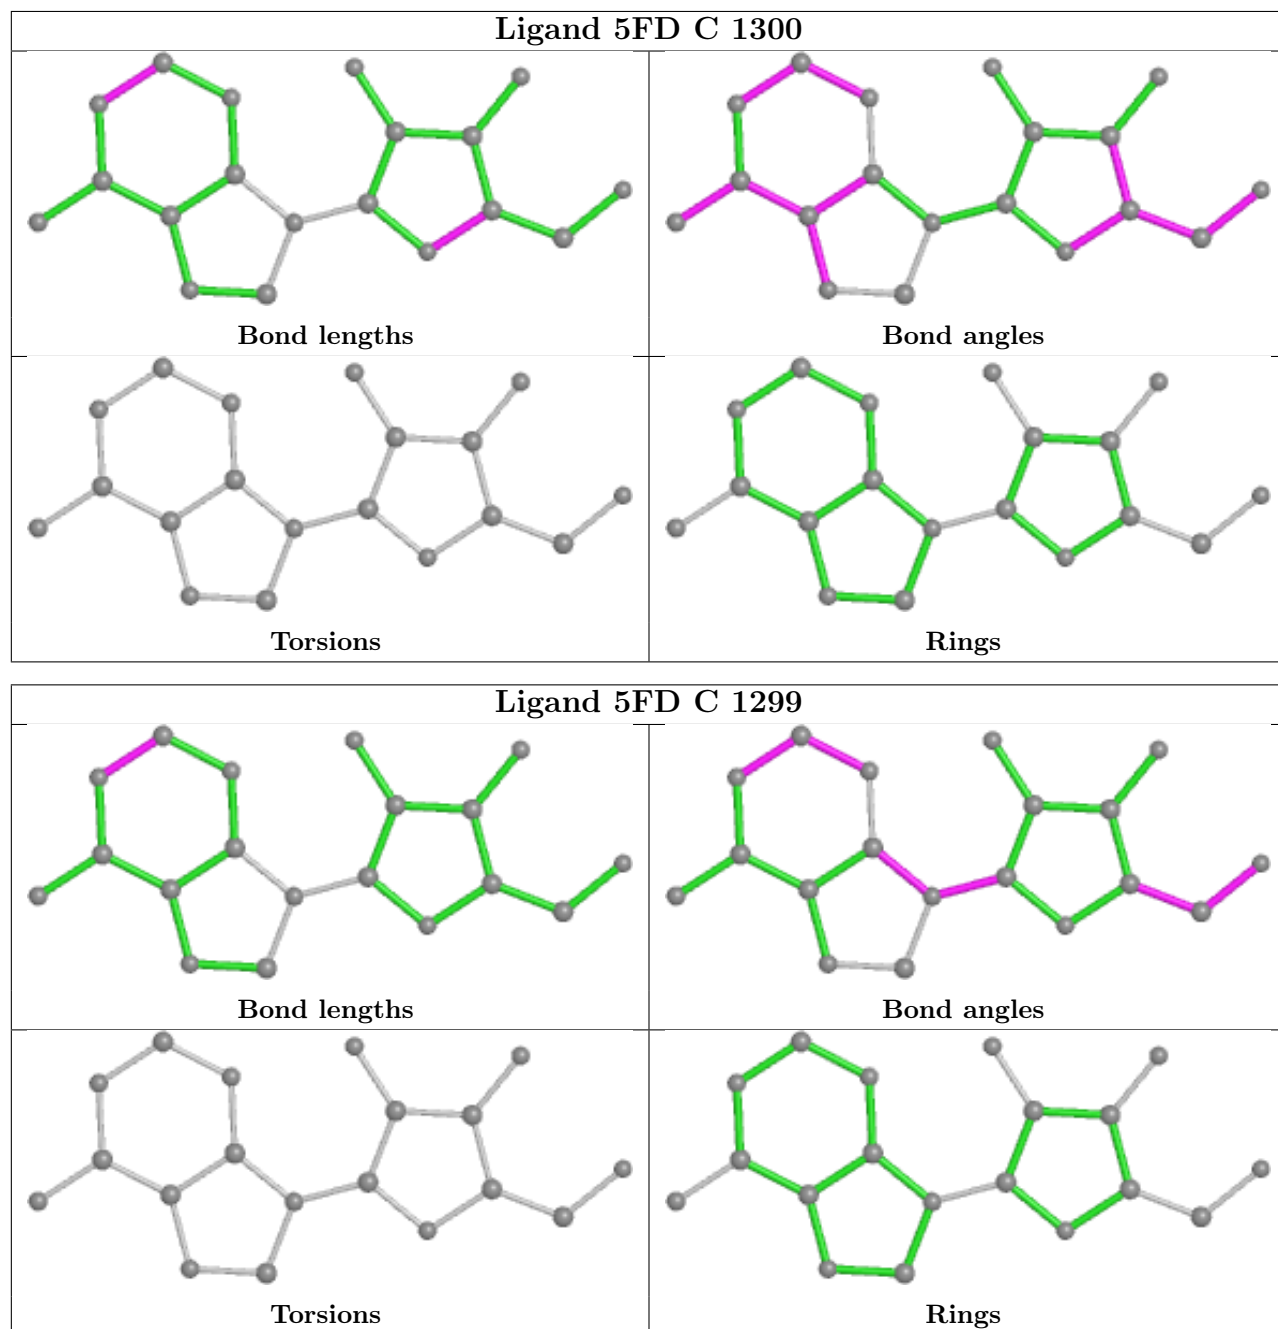 Ligand 5FD C 1300
Bond lengths
Bond angles
Torsions
Rings
Ligand 5FD C 1299
Bond lengths
Bond angles
Torsions
Rings